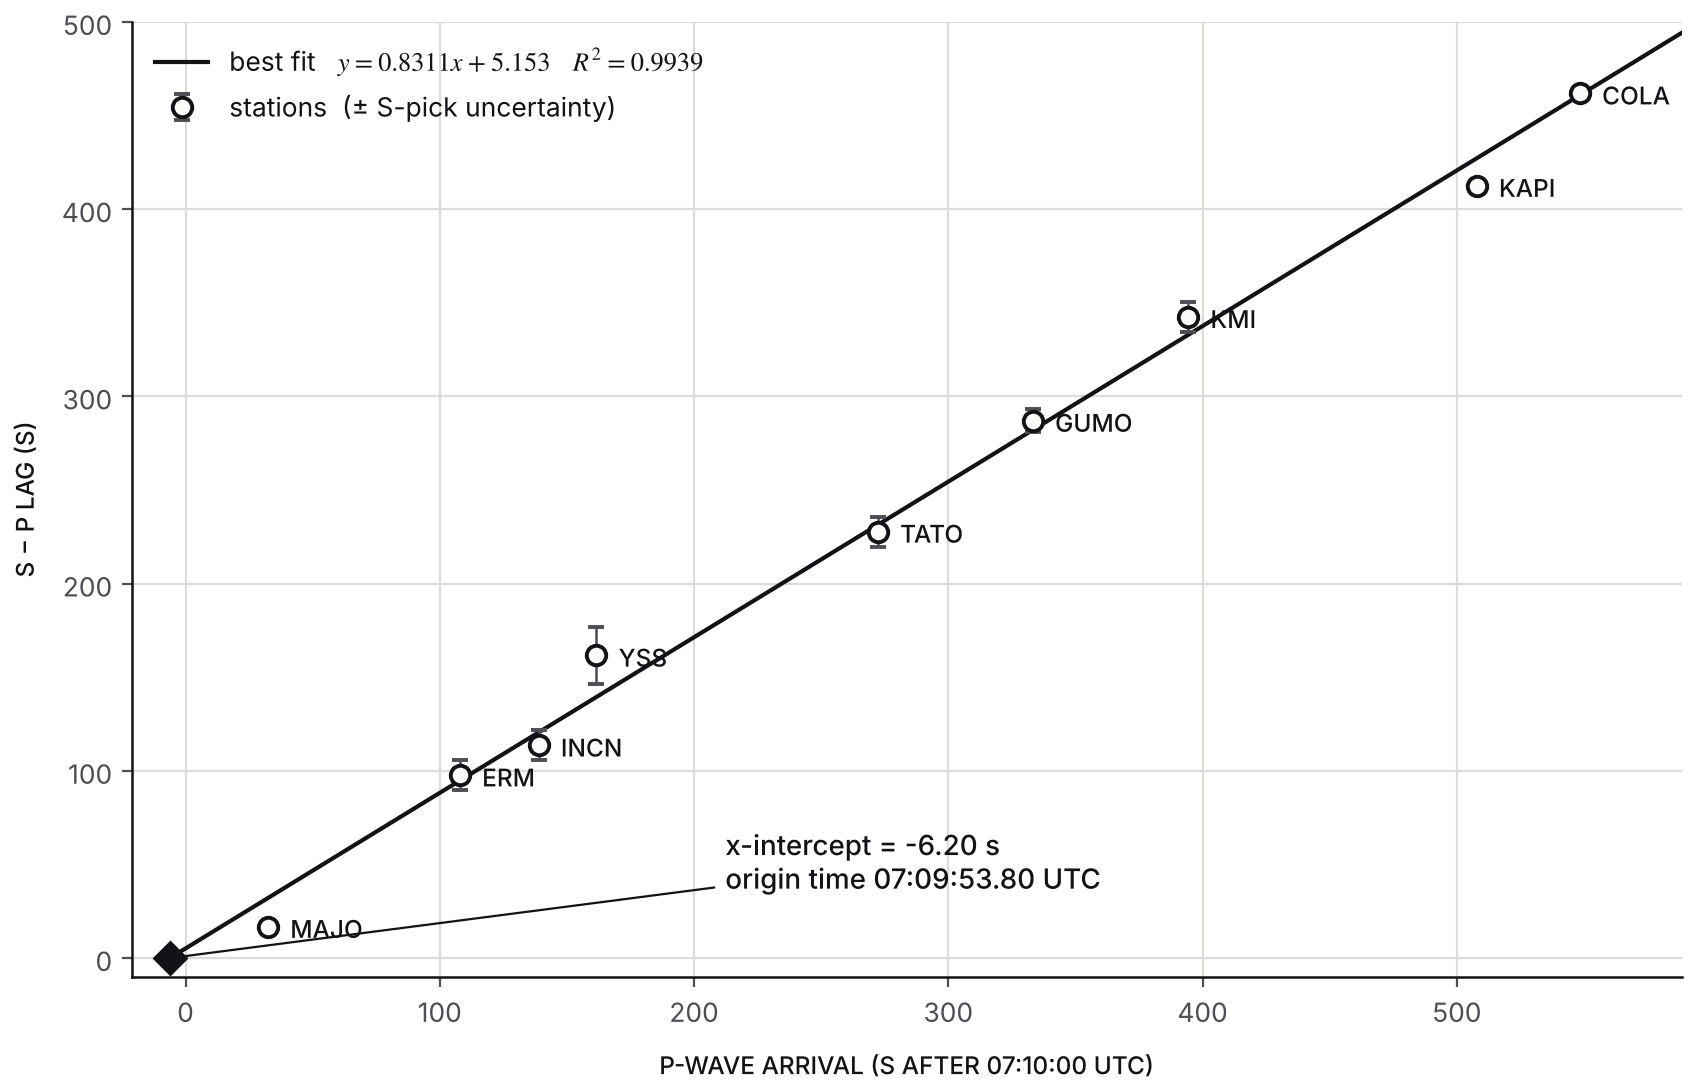 500
best fit y = 0.8311x + 5.153 R² = 0.9939
stations (± S-pick uncertainty)
COLA
KAPI
400
KMI
300
GUMO
TATO
200
YSS
INCN
100
ERM
x-intercept = -6.20 s
origin time 07:09:53.80 UTC
MAJO
0
S – P LAG (S)
0 100 200 300 400 500
P-WAVE ARRIVAL (S AFTER 07:10:00 UTC)